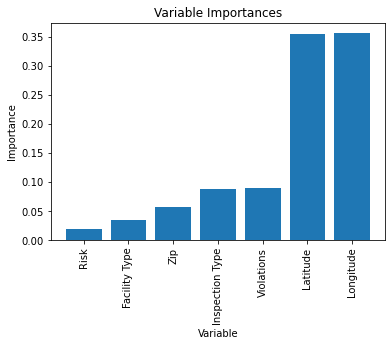 Variable Importances
Importance
0.35
0.30
0.25
0.20
0.15
0.10
0.05
0.00
Risk
Facility Type
Zip
Inspection Type
Violations
Latitude
Longitude
Variable